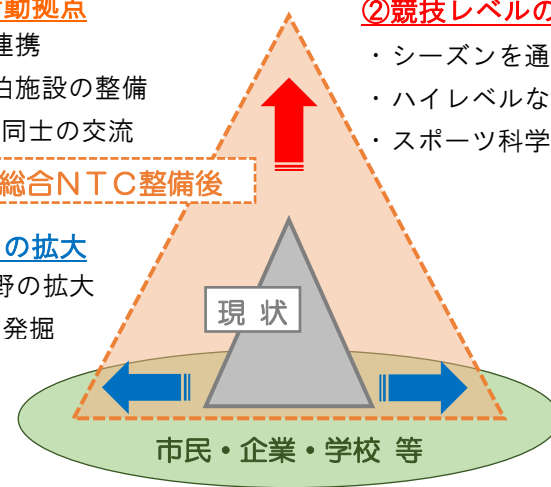 動拠点
連携
泊施設の整備
同士の交流
総合ＮＴＣ整備後
の拡大
野の拡大
発掘
②競技レベルの
・シーズンを通
・ハイレベルな
・スポーツ科学
現 状
市民・企業・学校 等